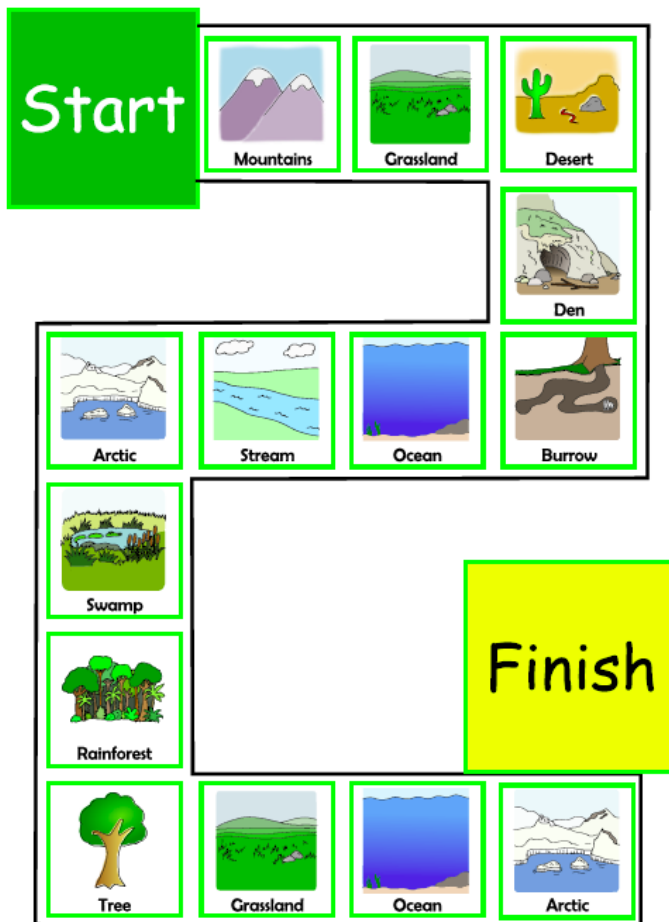 Start
Mountains
Grassland
Desert
Den
Arctic
Stream
Ocean
Burrow
Swamp
Finish
Rainforest
Tree
Grassland
Ocean
Arctic